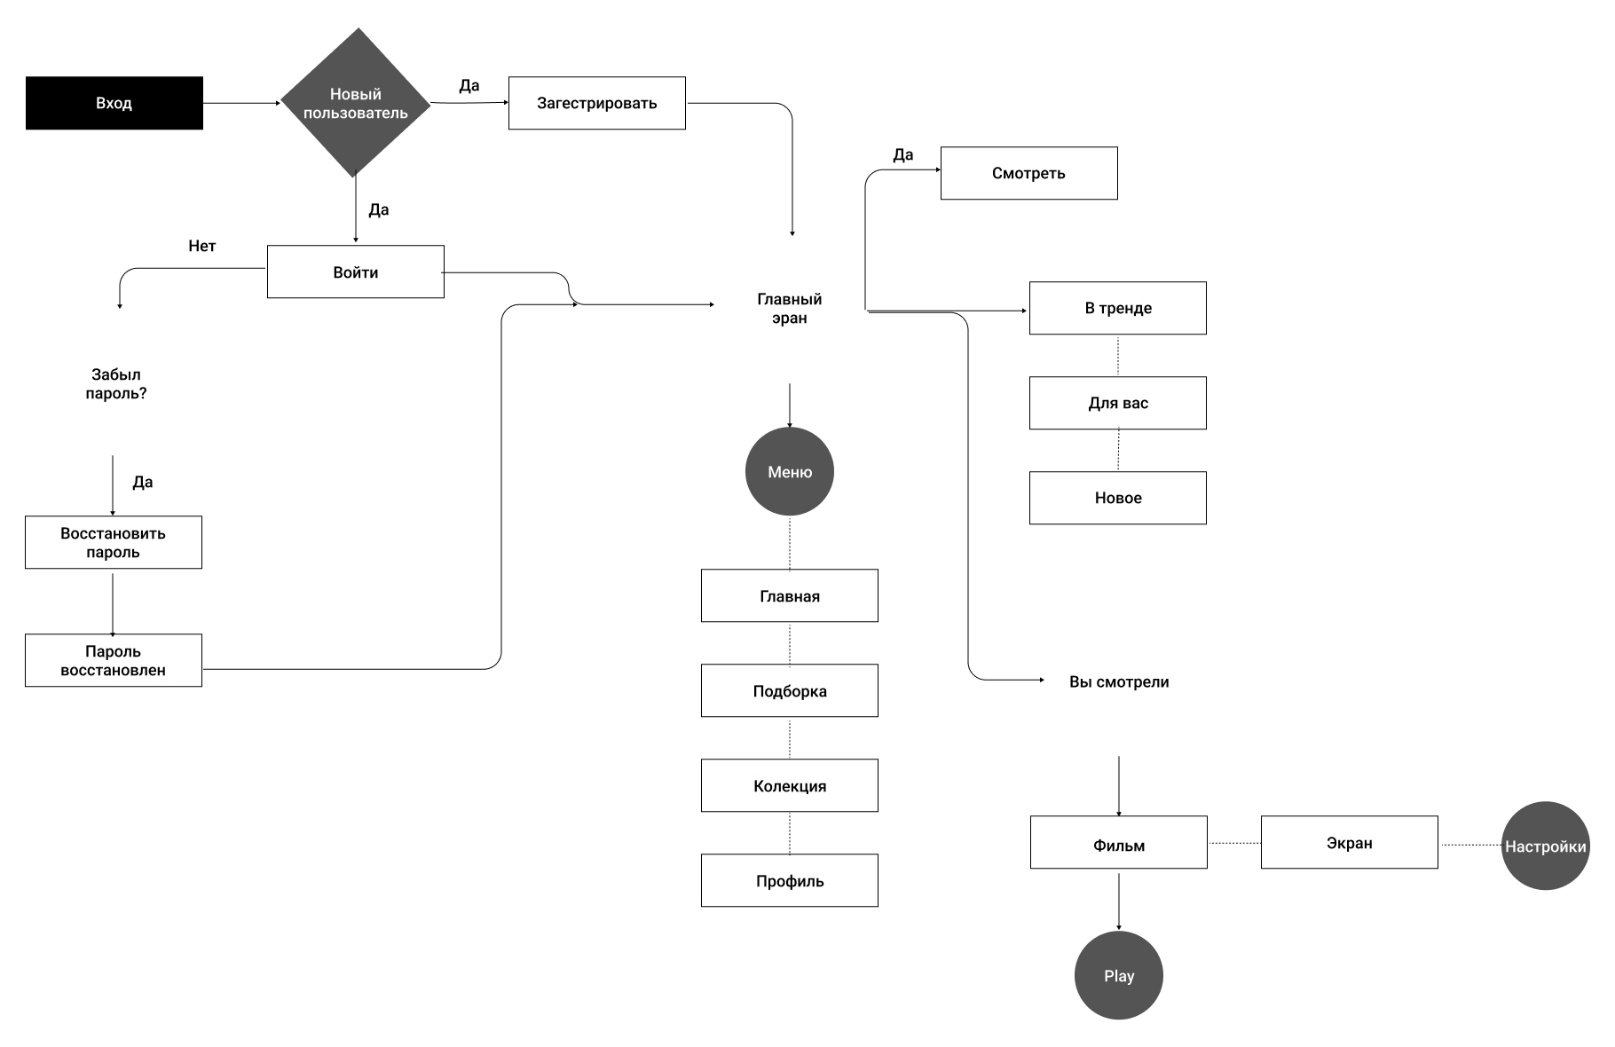 Вход
Новый
пользователь
Да
Загестрировать
Да
Смотреть
Да
Нет
Войти
Главный
эран
В тренде
Забыл
пароль?
Для вас
Меню
Да
Новое
Восстановить
пароль
Главная
Пароль
восстановлен
Подборка
Вы смотрели
Колекция
Фильм
Экран
Настройки
Профиль
Play